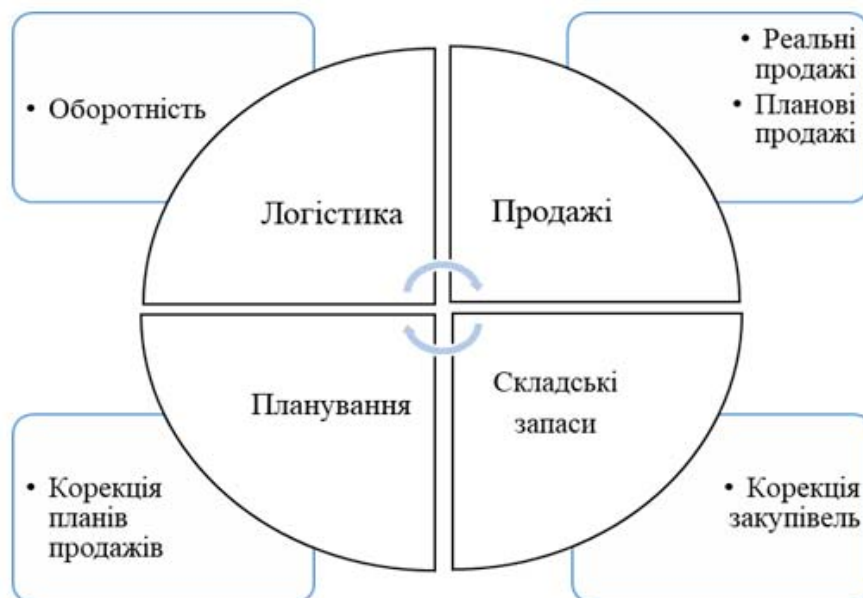 • Оборотність
• Реальні
продажі
• Планові
продажі
Логістика
Продажі
Планування
Складські
запаси
• Корекція
планів
продажів
• Корекція
закупівель